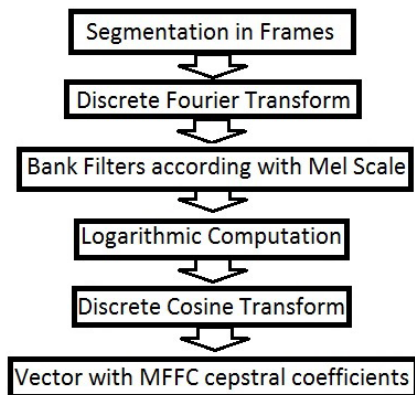 Segmentation in Frames
Discrete Fourier Transform
Bank Filters according with Mel Scale
Logarithmic Computation
Discrete Cosine Transform
Vector with MFFC cepstral coefficients